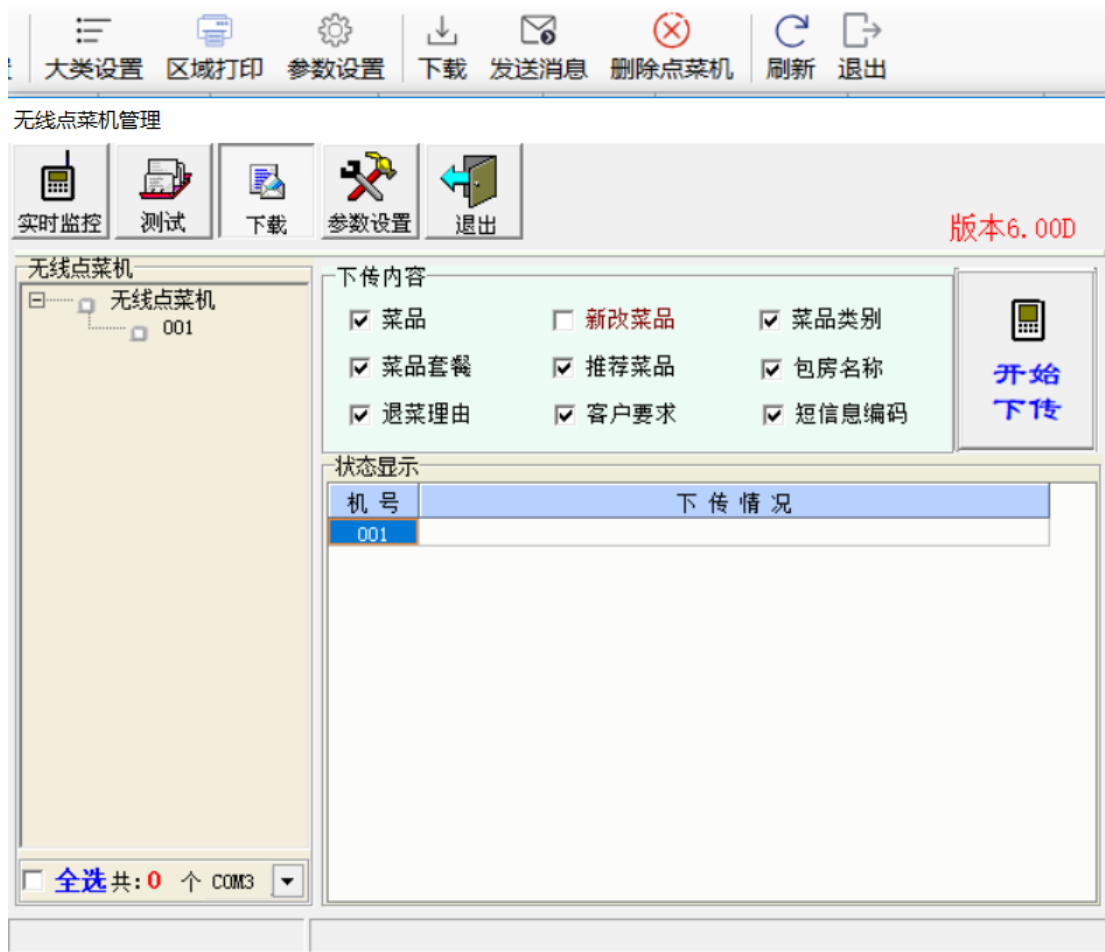 大类设置 区域打印 参数设置 下载 发送消息 删除点菜机 刷新 退出
无线点菜机管理
实时监控 测试 下载 参数设置 退出
版本6.00D
无线点菜机
无线点菜机
001
下传内容
菜品 新改菜品 菜品类别
菜品套餐 推荐菜品 包房名称
退菜理由 客户要求 短信息编码
开始
下传
状态显示
机 号 下 传 情 况
001
全选 共: 0 个 COM3